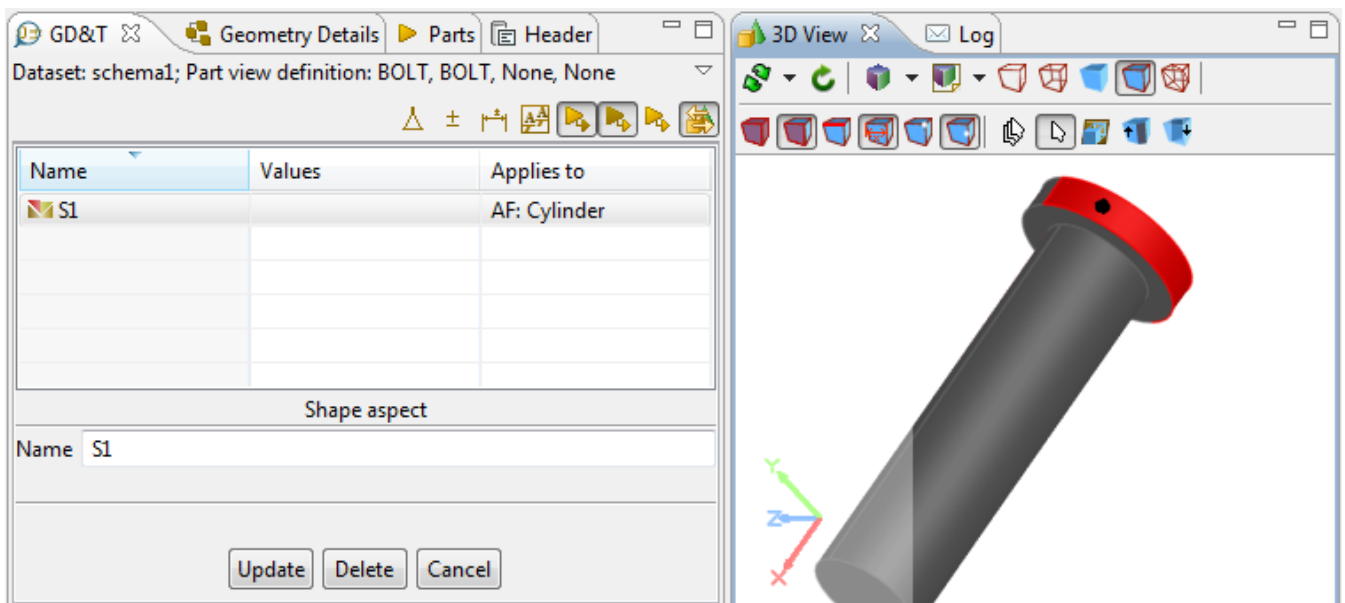 GD&T Geometry Details Parts Header
Dataset: schema1; Part view definition: BOLT, BOLT, None, None
Name Values Applies to
S1 AF: Cylinder
Shape aspect
Name S1
Update Delete Cancel
3D View Log
Y
Z
X